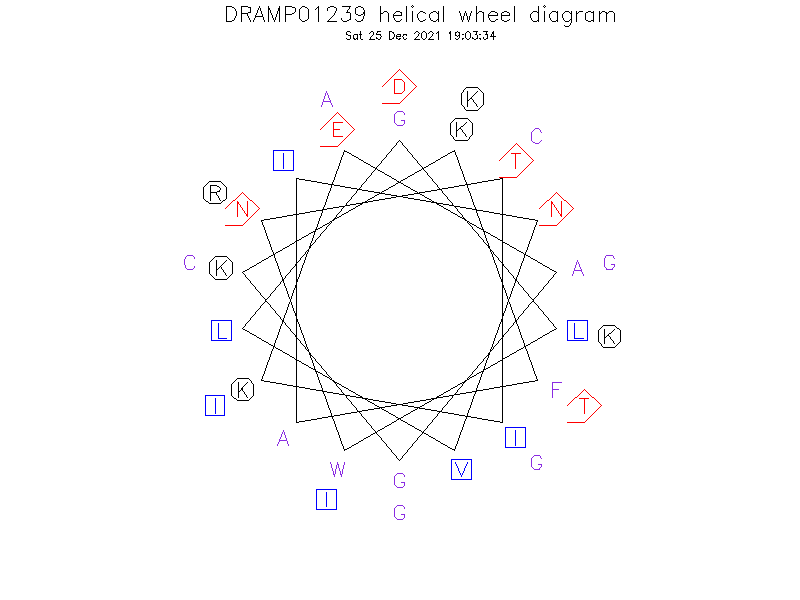 DRAMP01239 helical wheel diagram
Sat 25 Dec 2021 19:03:34
D
A K
G
E K C
I T
R
N N
C K A G
L L K
K F
I T
A I
W V G
G
I
G